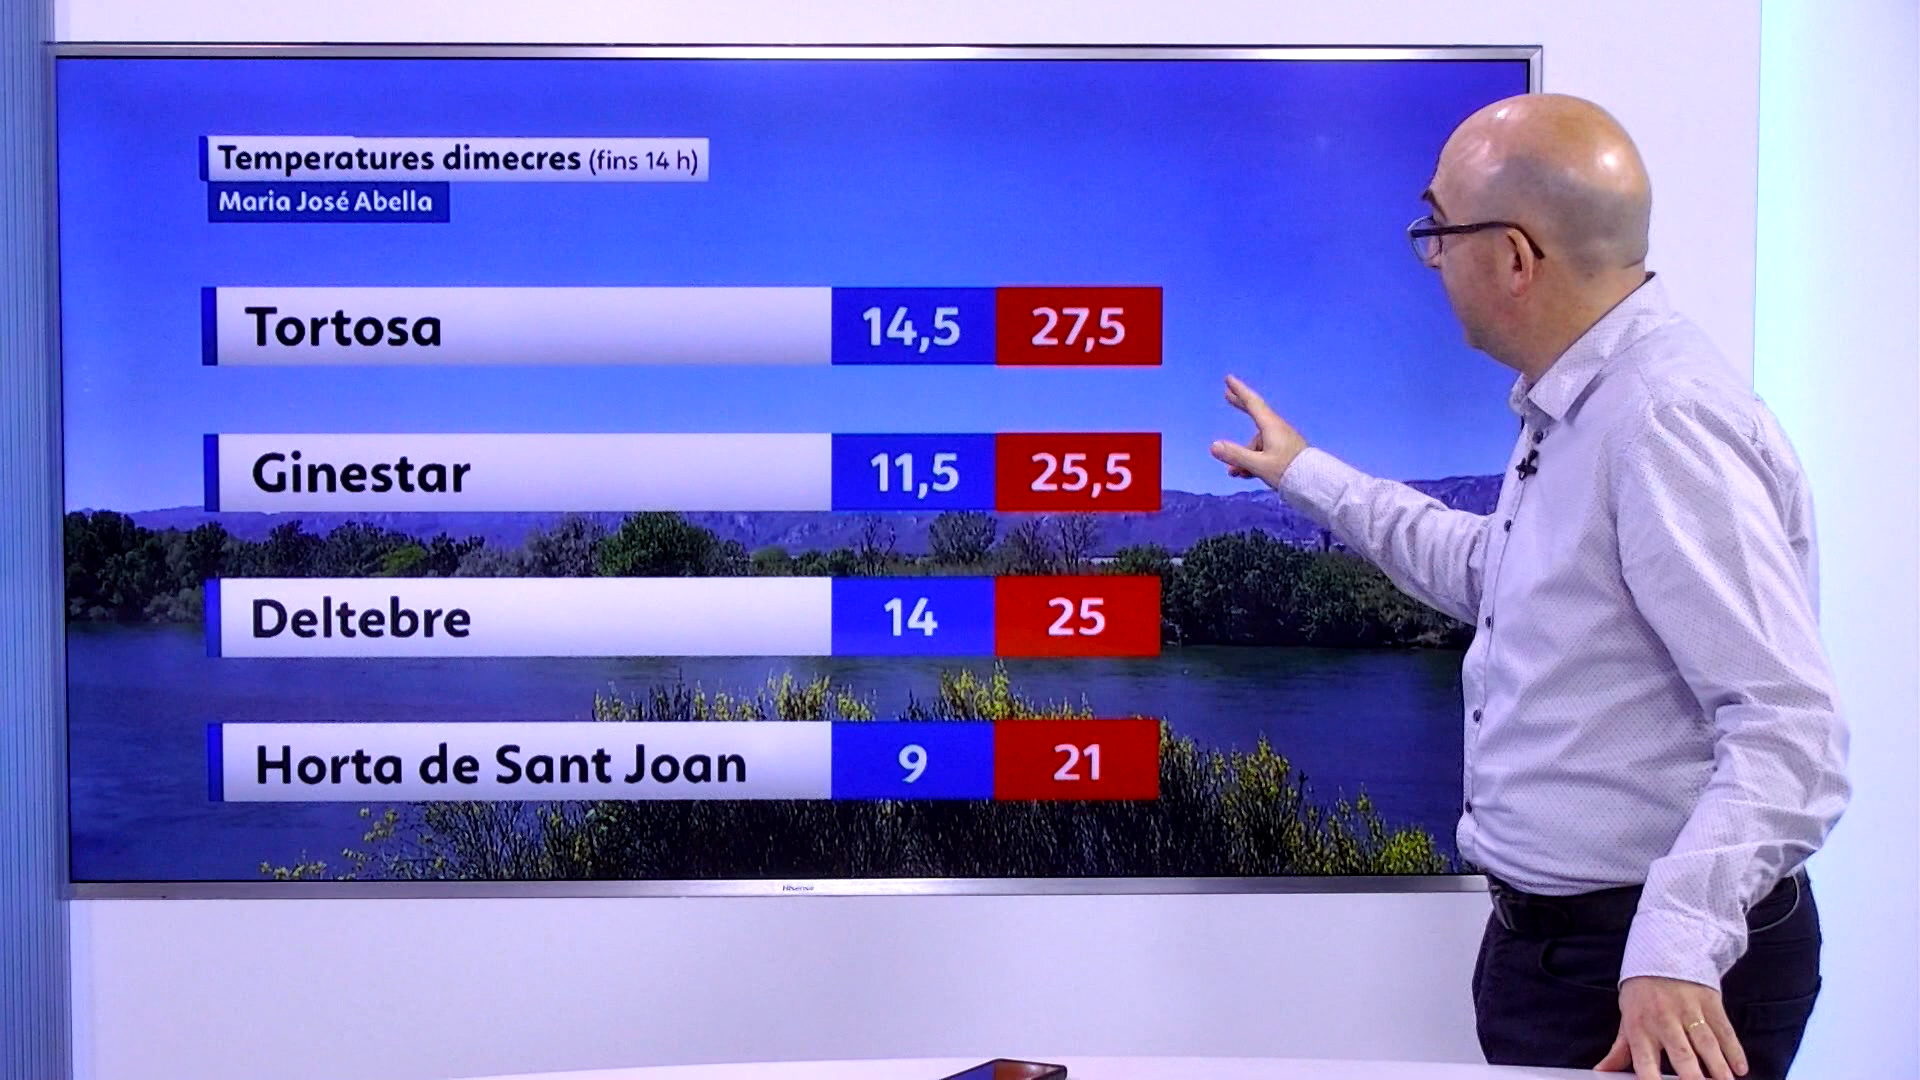 Temperatures dimecres (fins 14 h)
Maria José Abella
Tortosa 14,5 27,5
Ginestar 11,5 25,5
Deltebre 14 25
Horta de Sant Joan 9 21
Hisense